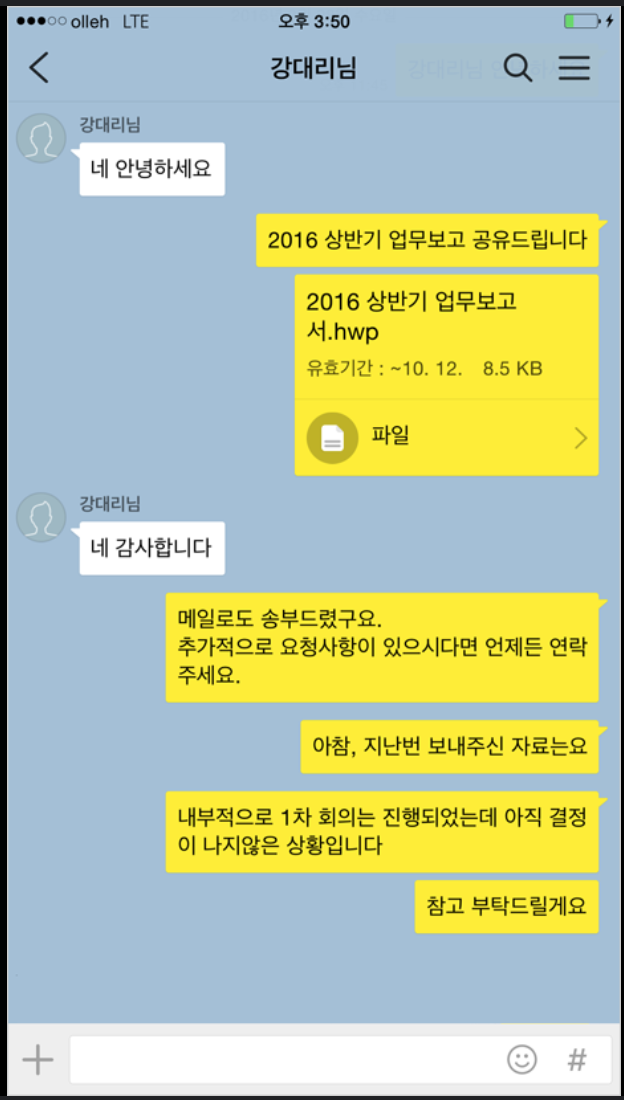 olleh LTE 오후 3:50
강대리님
강대리님
네 안녕하세요
2016 상반기 업무보고 공유드립니다
2016 상반기 업무보고
서.hwp
유효기간 : ~10. 12. 8.5 KB
파일
강대리님
네 감사합니다
메일로도 송부드렸구요.
추가적으로 요청사항이 있으시다면 언제든 연락
주세요.
아참, 지난번 보내주신 자료는요
내부적으로 1차 회의는 진행되었는데 아직 결정
이 나지않은 상황입니다
참고 부탁드릴게요
#